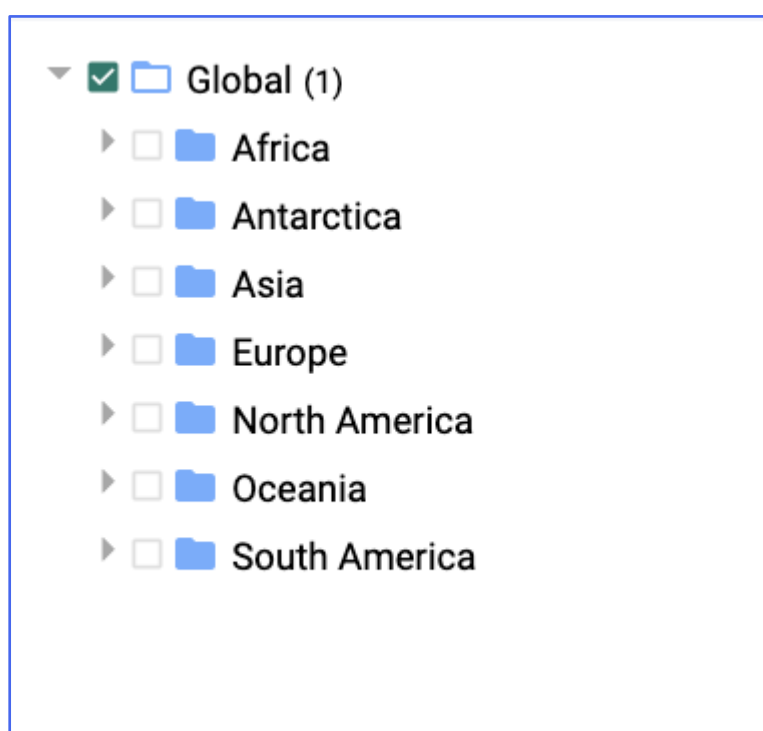 Global (1)
Africa
Antarctica
Asia
Europe
North America
Oceania
South America